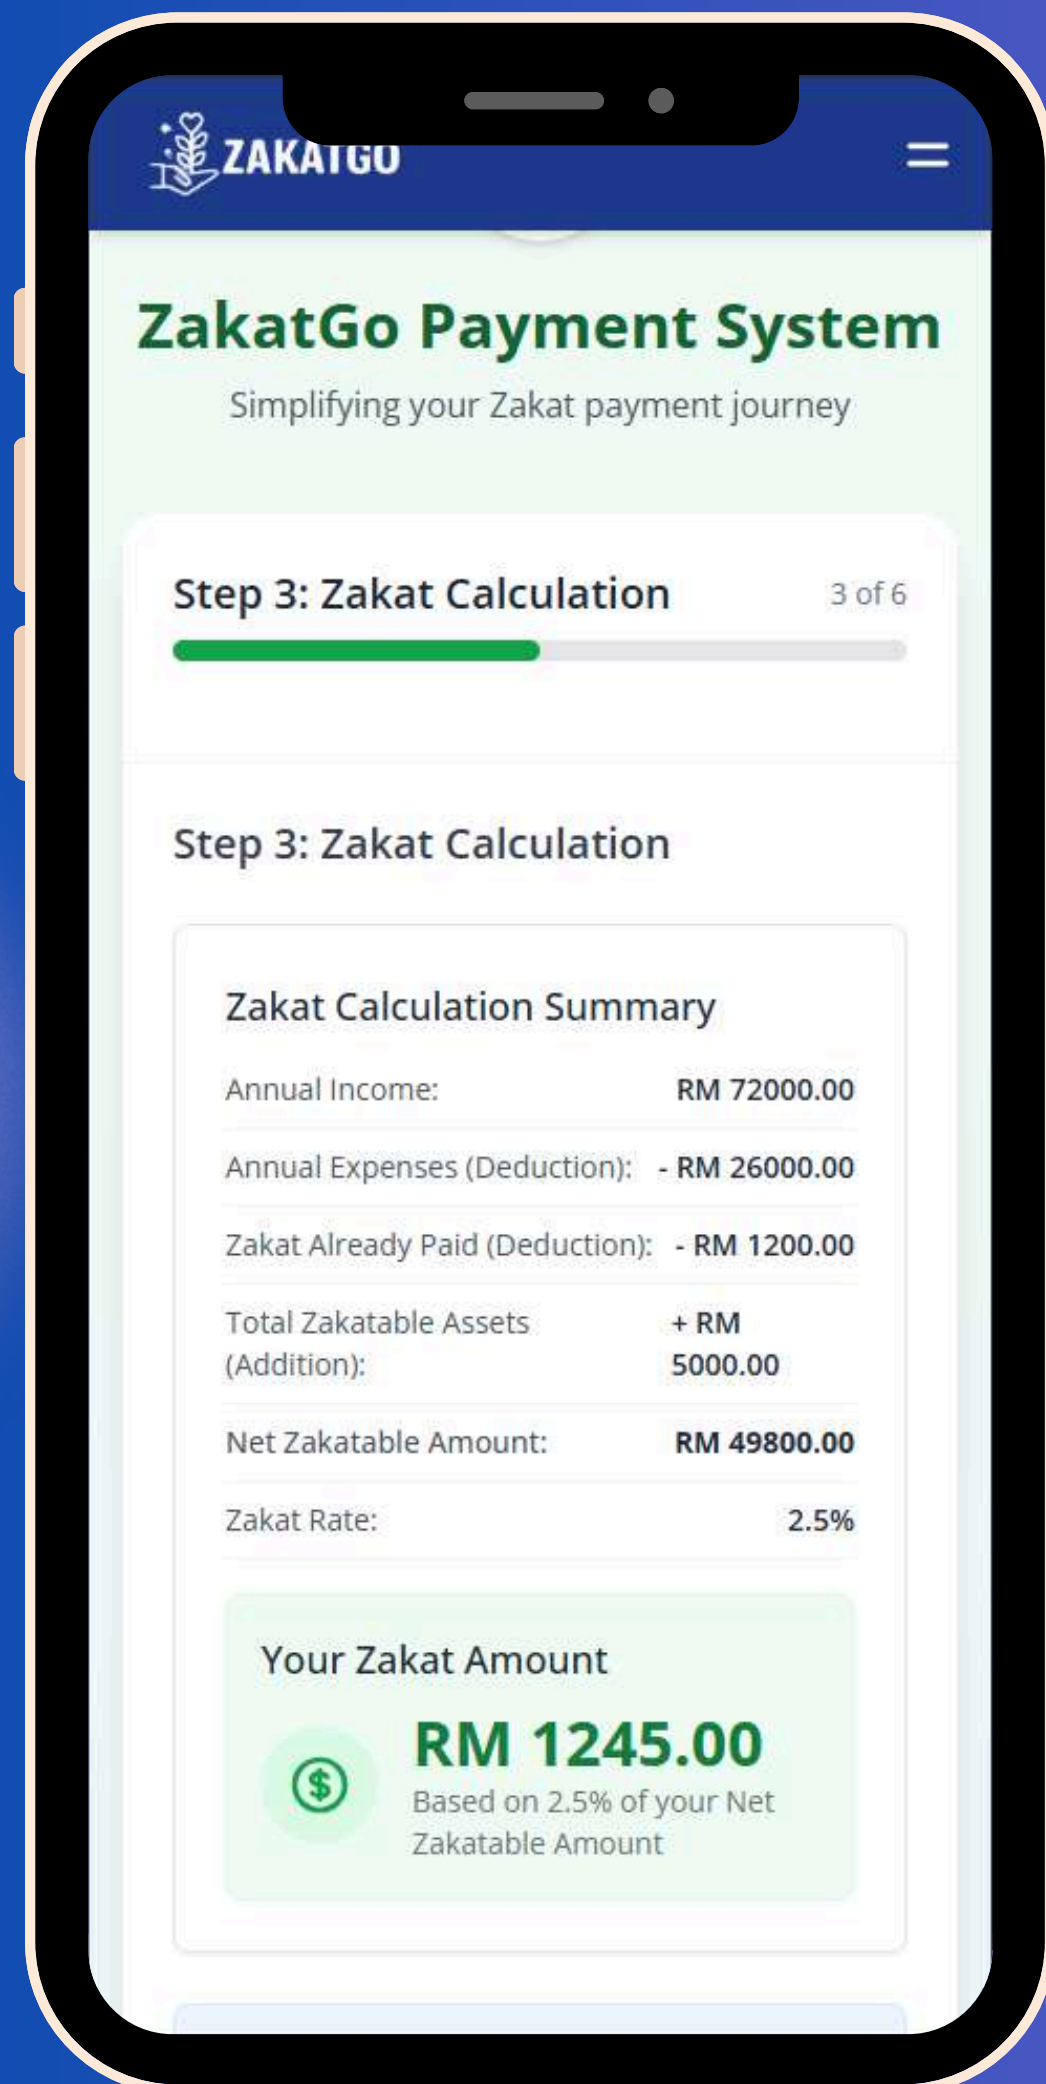 ZAKATGO
ZakatGo Payment System
Simplifying your Zakat payment journey
Step 3: Zakat Calculation
3 of 6
Step 3: Zakat Calculation
Zakat Calculation Summary
Annual Income: RM 72000.00
Annual Expenses (Deduction): - RM 26000.00
Zakat Already Paid (Deduction): - RM 1200.00
Total Zakatable Assets + RM
(Addition): 5000.00
Net Zakatable Amount: RM 49800.00
Zakat Rate: 2.5%
Your Zakat Amount
$ RM 1245.00
Based on 2.5% of your Net
Zakatable Amount